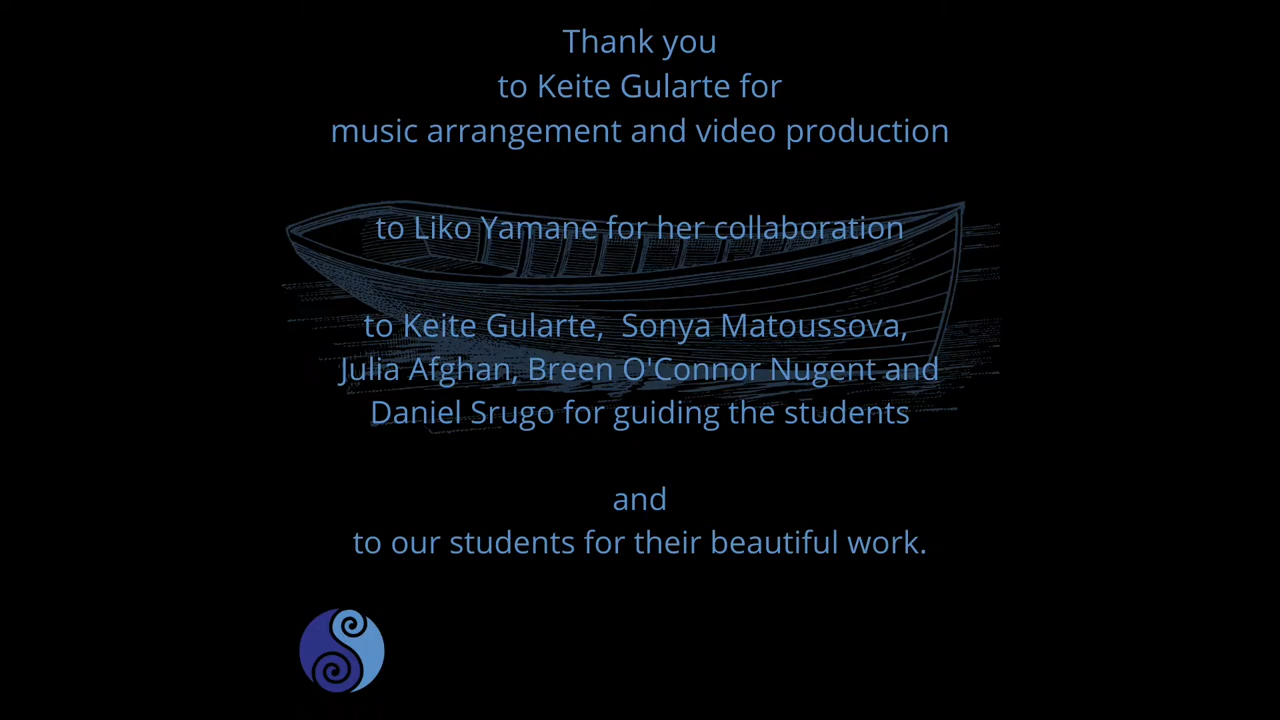 Thank you
to Keite Gularte for
music arrangement and video production
to Liko Yamane for her collaboration
to Keite Gularte,  Sonya Matoussova,
Julia Afghan, Breen O'Connor Nugent and
Daniel Srugo for guiding the students
and
to our students for their beautiful work.